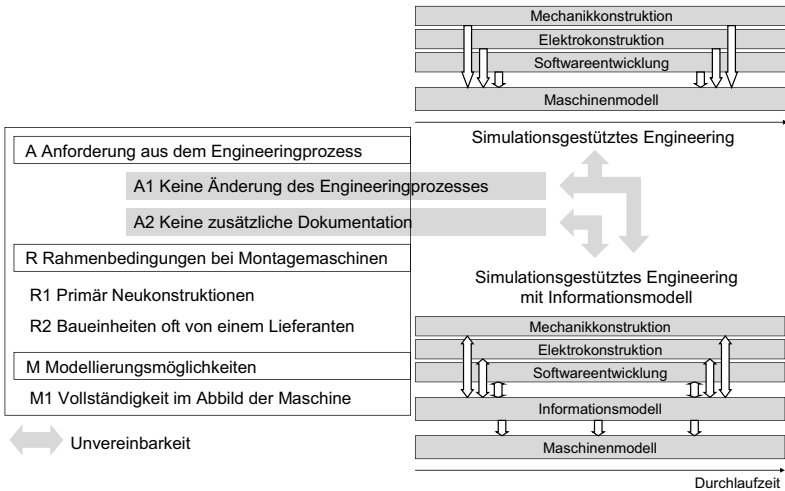 Mechanikkonstruktion
Elektrokonstruktion
Softwareentwicklung
Maschinenmodell
Simulationsgestütztes Engineering
A Anforderung aus dem Engineeringprozess
A1 Keine Änderung des Engineeringprozesses
A2 Keine zusätzliche Dokumentation
R Rahmenbedingungen bei Montagemaschinen
R1 Primär Neukonstruktionen
R2 Baueinheiten oft von einem Lieferanten
M Modellierungsmöglichkeiten
M1 Vollständigkeit im Abbild der Maschine
Unvereinbarkeit
Simulationsgestütztes Engineering
mit Informationsmodell
Mechanikkonstruktion
Elektrokonstruktion
Softwareentwicklung
Informationsmodell
Maschinenmodell
Durchlaufzeit